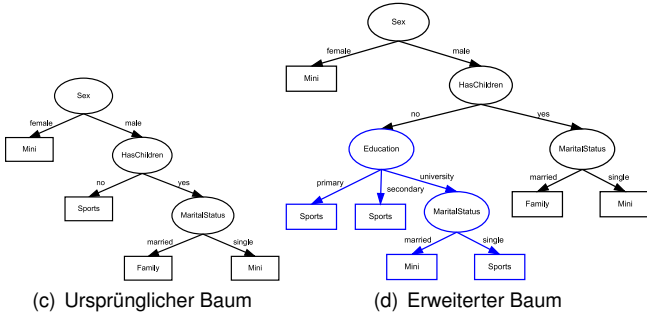 Sex
female male
Mini
HasChildren
no yes
Sports
MaritalStatus
married single
Family Mini
(c) Ursprünglicher Baum
Sex
female male
Mini
HasChildren
no yes
Education
MaritalStatus
primary secondary university
married single
Sports Sports
MaritalStatus
Family Mini
married single
Mini Sports
(d) Erweiterter Baum